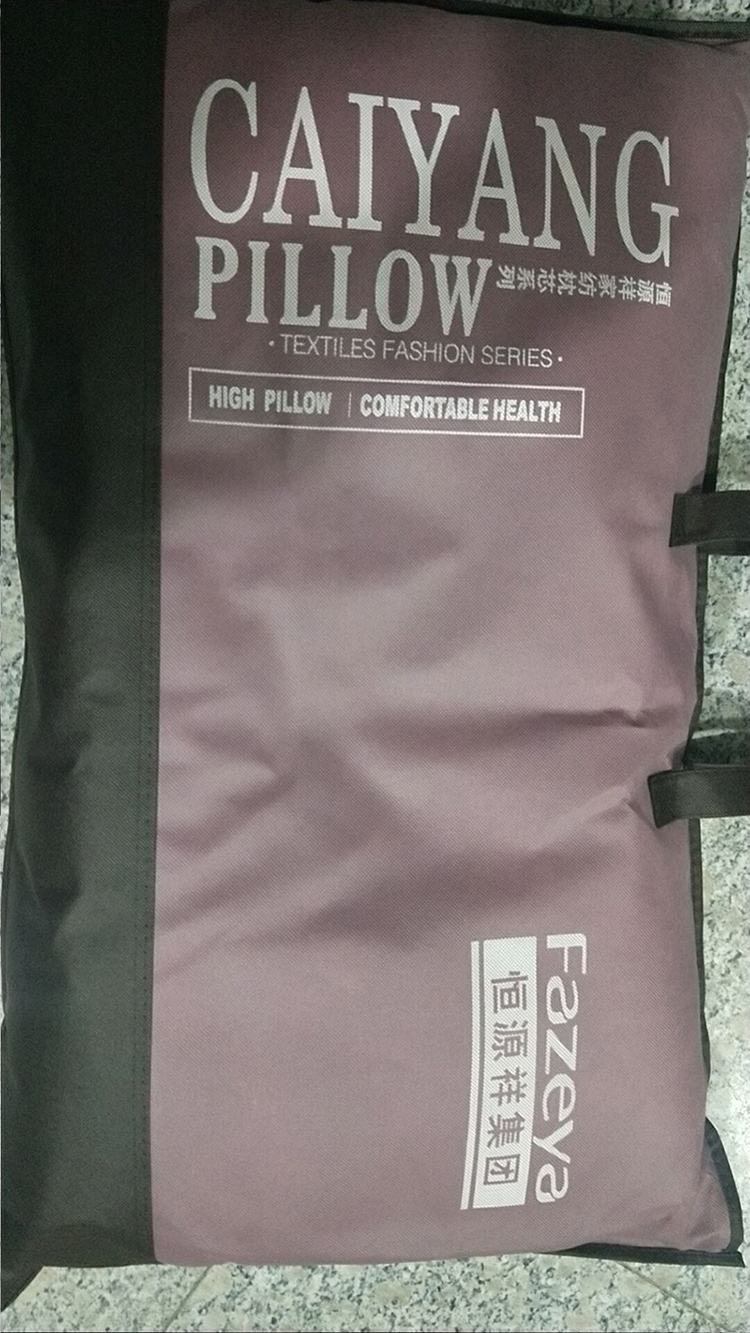 CAIYANG
PILLOW
恒源祥家纺枕芯系列
·TEXTILES FASHION SERIES·
HIGH PILLOW | COMFORTABLE HEALTH
Fazeya
恒源祥集团